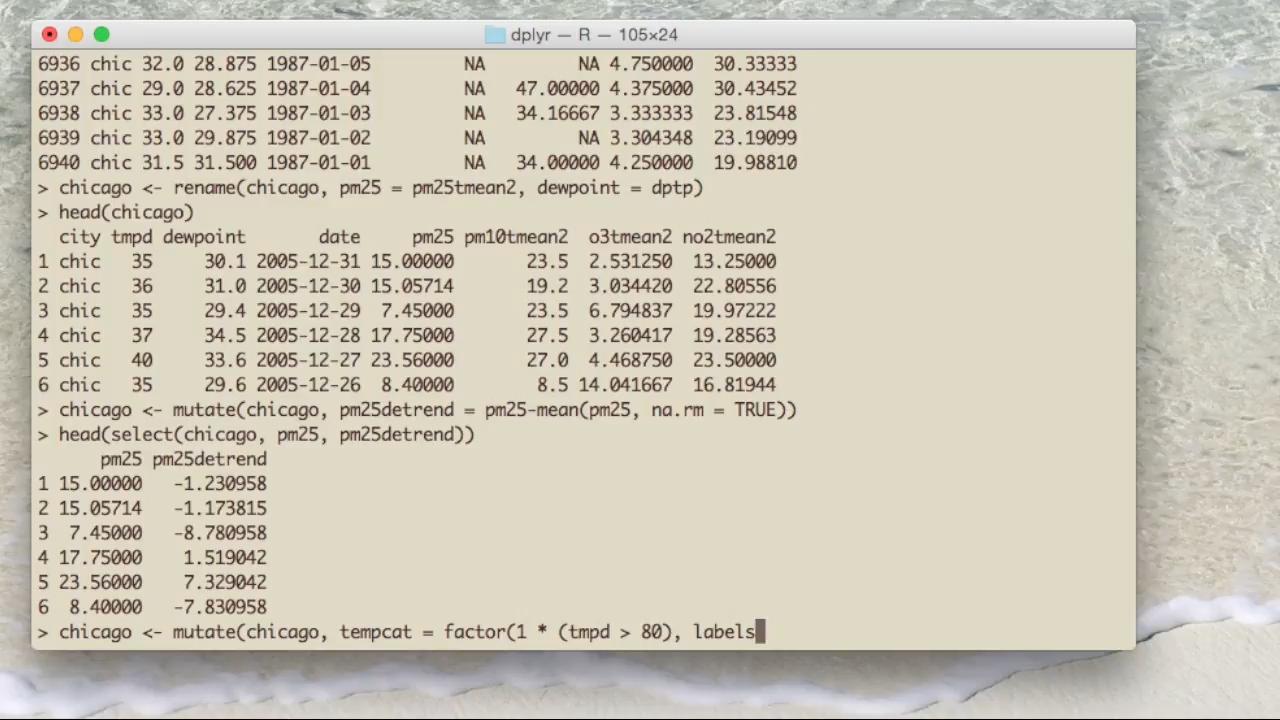 dplyr — R — 105×24
6936 chic 32.0 28.875 1987-01-05         NA         NA 4.750000  30.33333
6937 chic 29.0 28.625 1987-01-04         NA   47.00000 4.375000  30.43452
6938 chic 33.0 27.375 1987-01-03         NA   34.16667 3.333333  23.81548
6939 chic 33.0 29.875 1987-01-02         NA         NA 3.304348  23.19099
6940 chic 31.5 31.500 1987-01-01         NA   34.00000 4.250000  19.98810
> chicago <- rename(chicago, pm25 = pm25tmean2, dewpoint = dptp)
> head(chicago)
  city tmpd dewpoint       date     pm25 pm10tmean2  o3tmean2 no2tmean2
1 chic   35     30.1 2005-12-31 15.00000       23.5  2.531250  13.25000
2 chic   36     31.0 2005-12-30 15.05714       19.2  3.034420  22.80556
3 chic   35     29.4 2005-12-29  7.45000       23.5  6.794837  19.97222
4 chic   37     34.5 2005-12-28 17.75000       27.5  3.260417  19.28563
5 chic   40     33.6 2005-12-27 23.56000       27.0  4.468750  23.50000
6 chic   35     29.6 2005-12-26  8.40000        8.5 14.041667  16.81944
> chicago <- mutate(chicago, pm25detrend = pm25-mean(pm25, na.rm = TRUE))
> head(select(chicago, pm25, pm25detrend))
      pm25 pm25detrend
1 15.00000   -1.230958
2 15.05714   -1.173815
3  7.45000   -8.780958
4 17.75000    1.519042
5 23.56000    7.329042
6  8.40000   -7.830958
> chicago <- mutate(chicago, tempcat = factor(1 * (tmpd > 80), labels